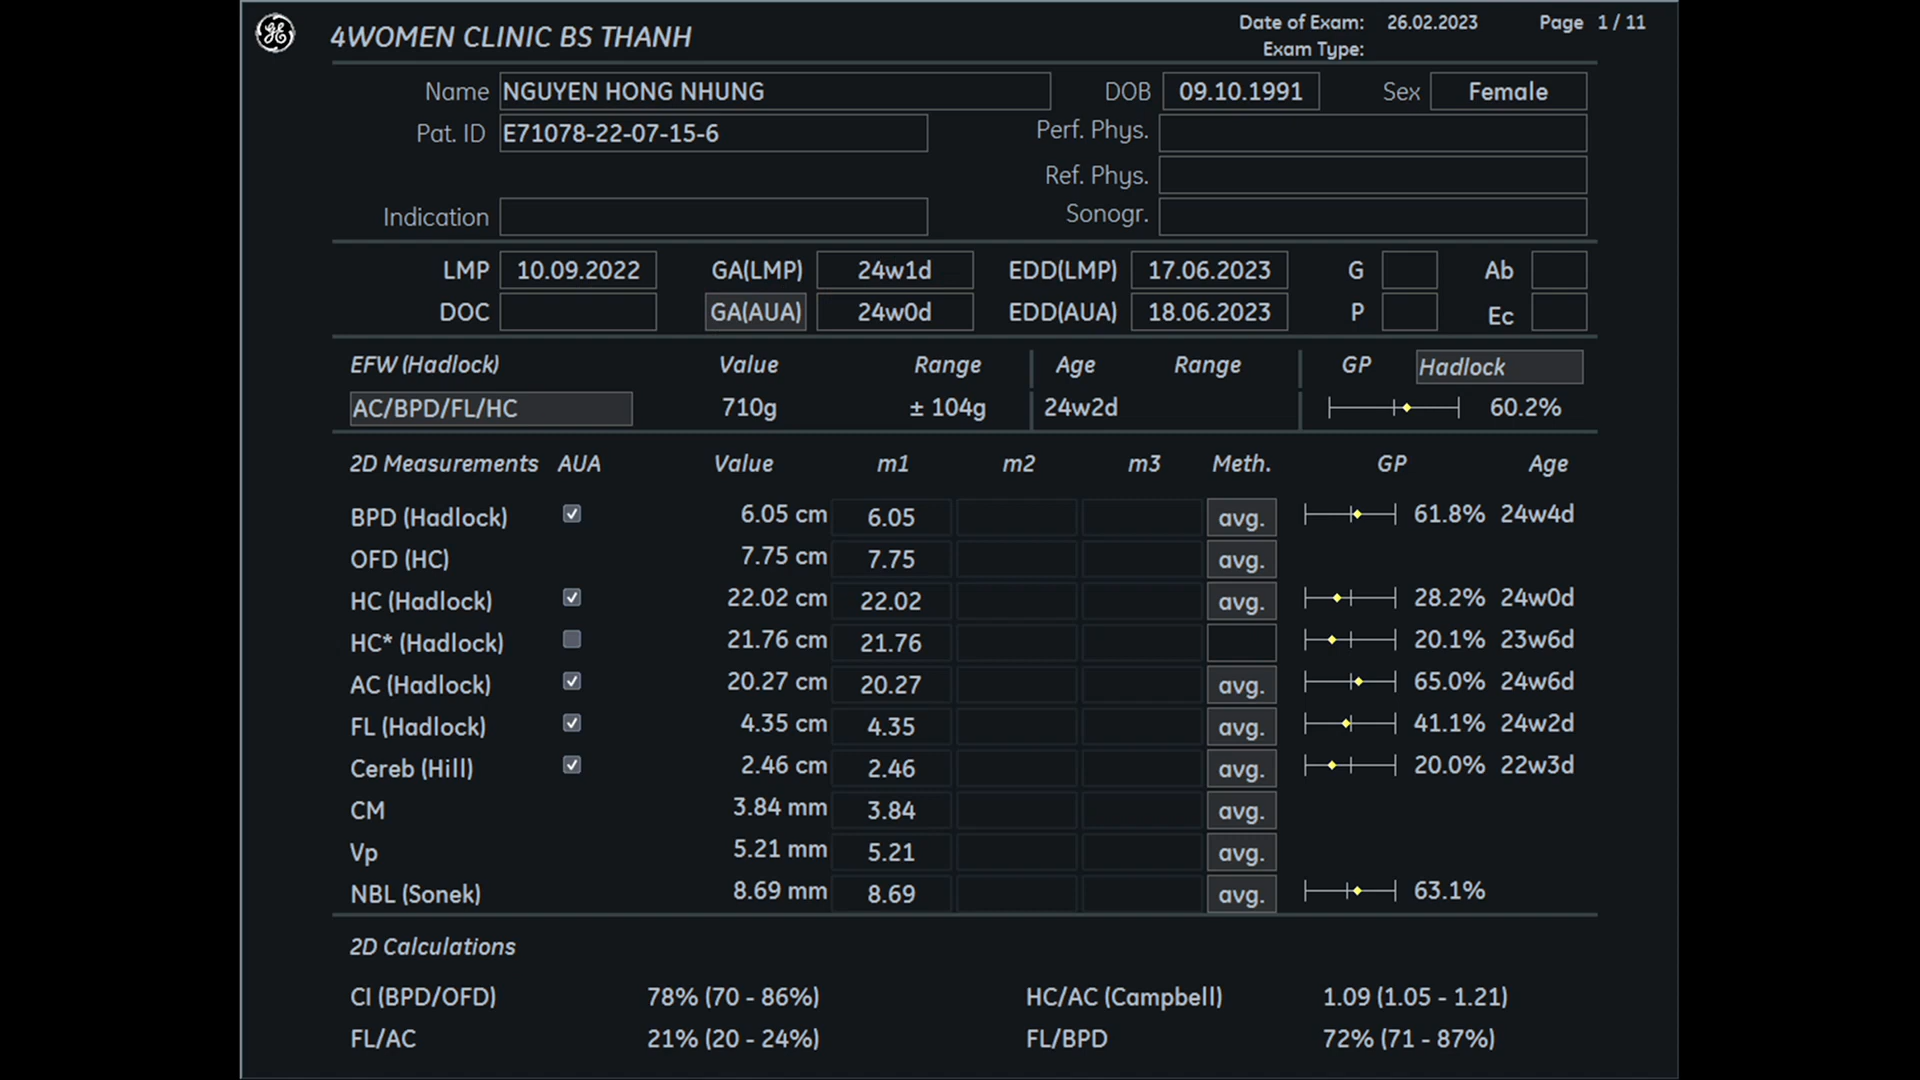 4WOMEN CLINIC BS THANH
Date of Exam: 26.02.2023 Page 1 / 11
Exam Type:
Name NGUYEN HONG NHUNG DOB 09.10.1991 Sex Female
Pat. ID E71078-22-07-15-6 Perf. Phys.
Ref. Phys.
Indication Sonogr.
LMP 10.09.2022 GA(LMP) 24w1d EDD(LMP) 17.06.2023 G Ab
DOC GA(AUA) 24w0d EDD(AUA) 18.06.2023 P Ec
EFW (Hadlock) Value Range Age Range GP Hadlock
AC/BPD/FL/HC 710g ± 104g 24w2d 60.2%
2D Measurements AUA Value m1 m2 m3 Meth. GP Age
BPD (Hadlock) 6.05 cm 6.05 avg. 61.8% 24w4d
OFD (HC) 7.75 cm 7.75 avg.
HC (Hadlock) 22.02 cm 22.02 avg. 28.2% 24w0d
HC* (Hadlock) 21.76 cm 21.76 20.1% 23w6d
AC (Hadlock) 20.27 cm 20.27 avg. 65.0% 24w6d
FL (Hadlock) 4.35 cm 4.35 avg. 41.1% 24w2d
Cereb (Hill) 2.46 cm 2.46 avg. 20.0% 22w3d
CM 3.84 mm 3.84 avg.
Vp 5.21 mm 5.21 avg.
NBL (Sonek) 8.69 mm 8.69 avg. 63.1%
2D Calculations
CI (BPD/OFD) 78% (70 - 86%) HC/AC (Campbell) 1.09 (1.05 - 1.21)
FL/AC 21% (20 - 24%) FL/BPD 72% (71 - 87%)